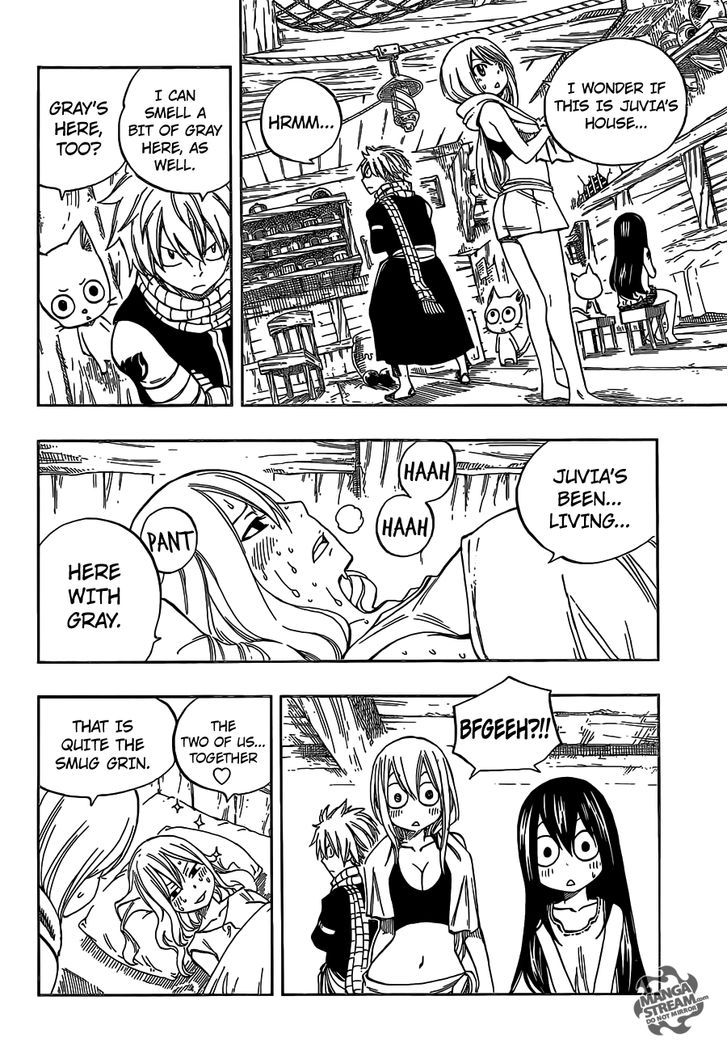 I WONDER IF
THIS IS JUVIA'S
HOUSE...
HRMM...
I CAN
SMELL A
BIT OF GRAY
HERE, AS
WELL.
GRAY'S
HERE,
TOO?
JUVIA'S
BEEN...
LIVING...
HAAH
HAAH
PANT
HERE
WITH
GRAY.
BFGEEH?!!
THE
TWO OF US...
TOGETHER
♡
THAT IS
QUITE THE
SMUG GRIN.
MANGA
STREAM.com
DO NOT MIRROR